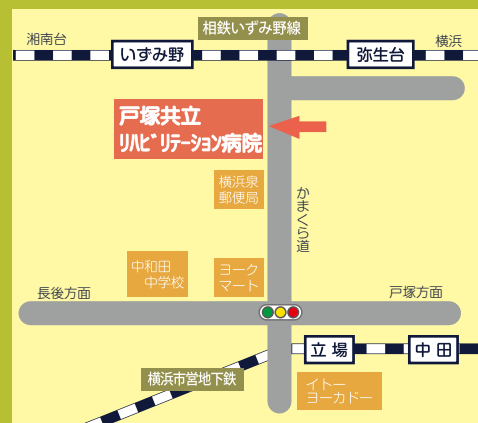 相鉄いずみ野線
湘南台
いずみ野
弥生台
横浜
戸塚共立
リハビリテーション病院
横浜泉
郵便局
かまくら道
中和田
中学校
ヨーク
マート
長後方面
戸塚方面
立場
中田
横浜市営地下鉄
イトー
ヨーカドー